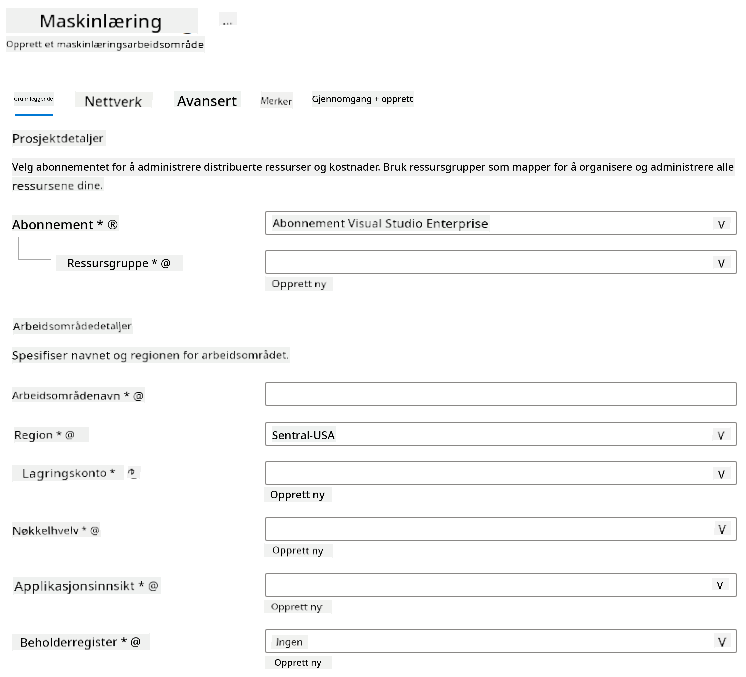 Maskinlæring ...
Opprett et maskinlæringsarbeidsområde
Nettverk Avansert Merker Gjennomgang + opprett
Prosjektdetaljer
Velg abonnementet for å administrere distribuerte ressurser og kostnader. Bruk ressursgrupper som mapper for å organisere og administrere alle
ressursene dine.
Abonnement * ® Abonnement Visual Studio Enterprise V
Ressursgruppe * @ V
Opprett ny
Arbeidsområdedetaljer
Spesifiser navnet og regionen for arbeidsområdet.
Arbeidsområdenavn * @
Region * @ Sentral-USA V
Lagringskonto * V
Opprett ny
Nøkkelhvelv * @ V
Opprett ny
Applikasjonsinnsikt * @ V
Opprett ny
Beholderregister * @ Ingen V
Opprett ny